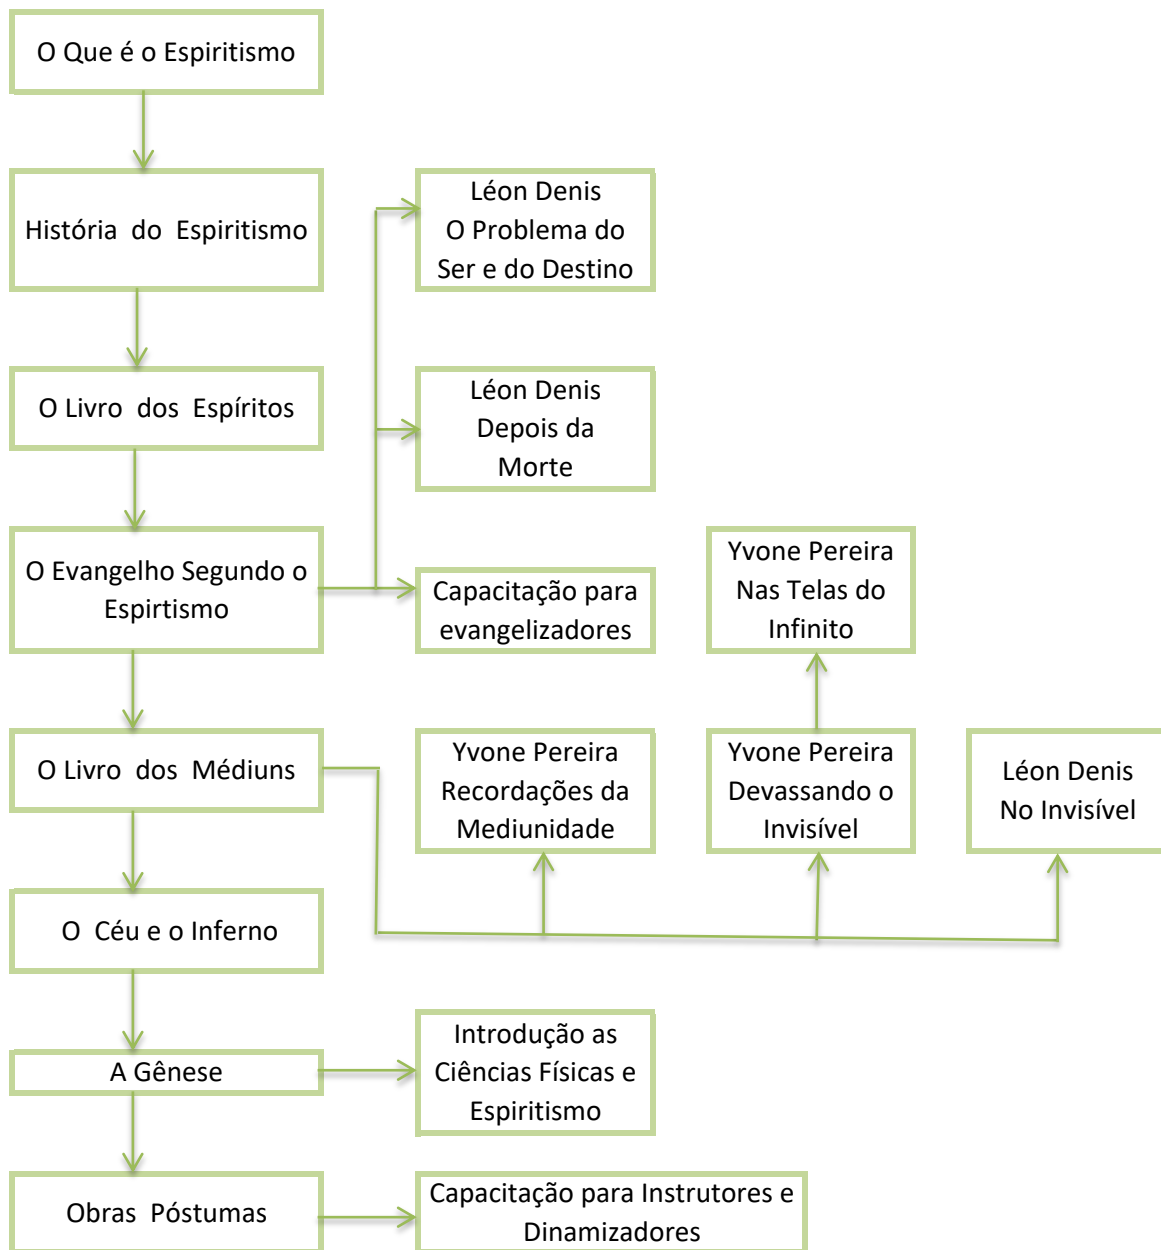 O Que é o Espiritismo
História do Espiritismo
Léon Denis
O Problema do
Ser e do Destino
O Livro dos Espíritos
Léon Denis
Depois da
Morte
O Evangelho Segundo o
Espirtismo
Capacitação para
evangelizadores
Yvone Pereira
Nas Telas do
Infinito
O Livro dos Médiuns
Yvone Pereira
Recordações da
Mediunidade
Yvone Pereira
Devassando o
Invisível
Léon Denis
No Invisível
O Céu e o Inferno
A Gênese
Introdução as
Ciências Físicas e
Espiritismo
Obras Póstumas
Capacitação para Instrutores e
Dinamizadores